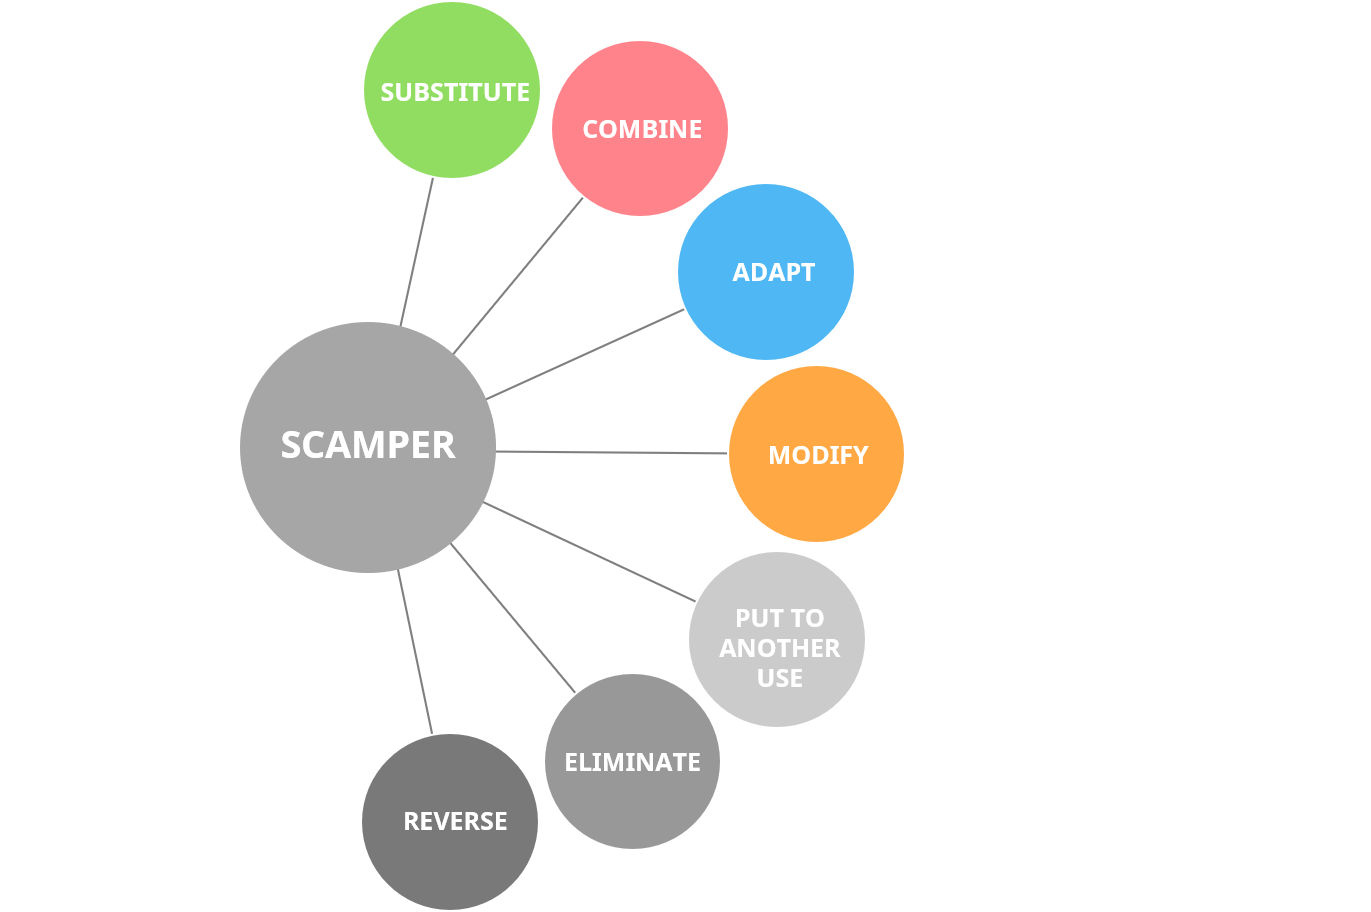 SUBSTITUTE
COMBINE
ADAPT
SCAMPER
MODIFY
PUT TO
ANOTHER
USE
ELIMINATE
REVERSE